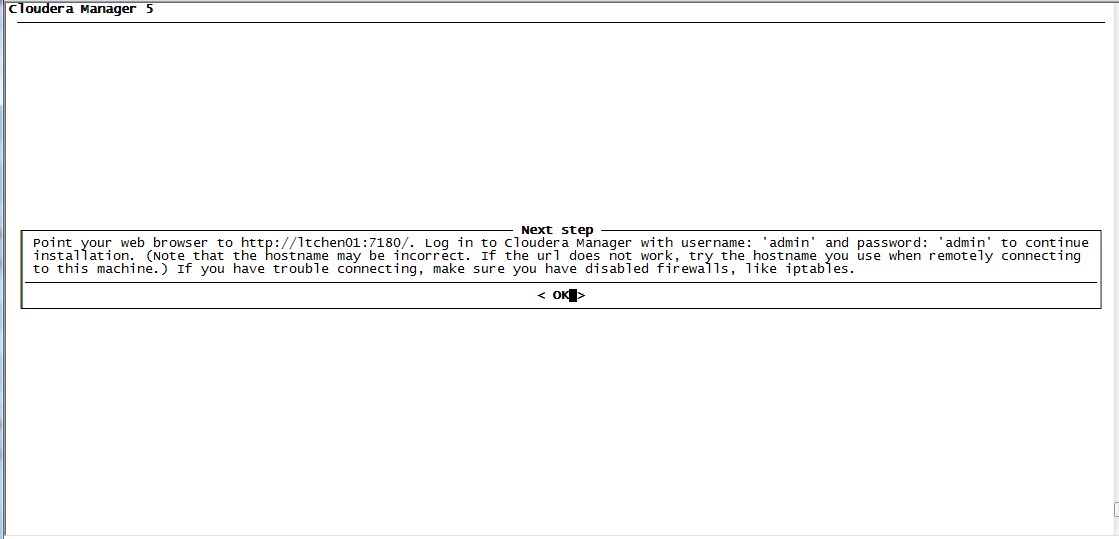 Cloudera Manager 5
Next step
Point your web browser to http://ltchen01:7180/. Log in to Cloudera Manager with username: 'admin' and password: 'admin' to continue
installation. (Note that the hostname may be incorrect. If the url does not work, try the hostname you use when remotely connecting
to this machine.) If you have trouble connecting, make sure you have disabled firewalls, like iptables.
< OK >